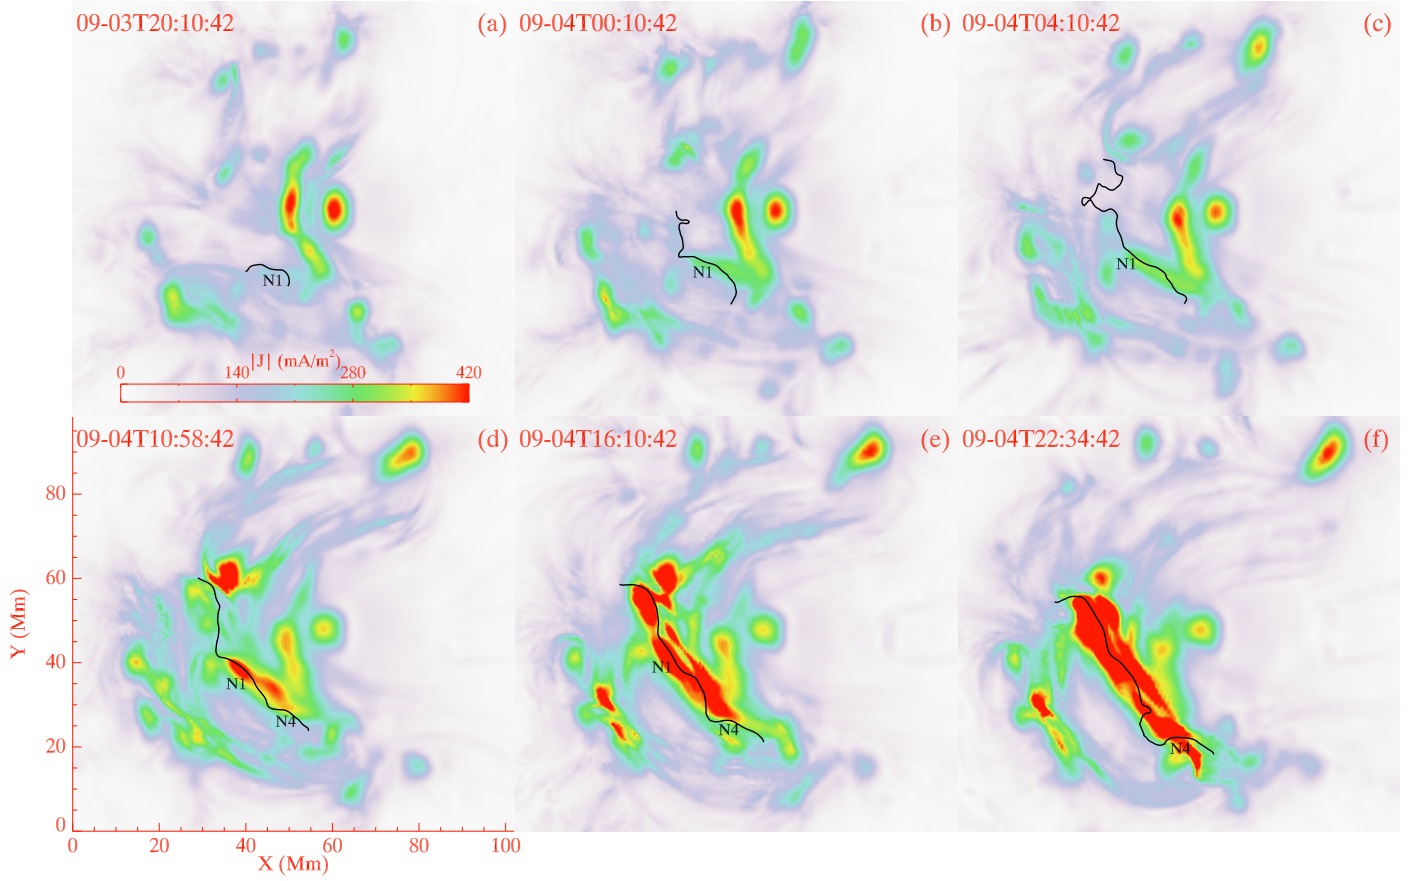 09-03T20:10:42 (a) 09-04T00:10:42 (b) 09-04T04:10:42 (c)
N1 N1 N1
|J| (mA/m²)
0 140 280 420
09-04T10:58:42 (d) 09-04T16:10:42 (e) 09-04T22:34:42 (f)
80
60
40
20
0
Y (Mm)
N1 N4 N1 N4 N4
0 20 40 60 80 100
X (Mm)